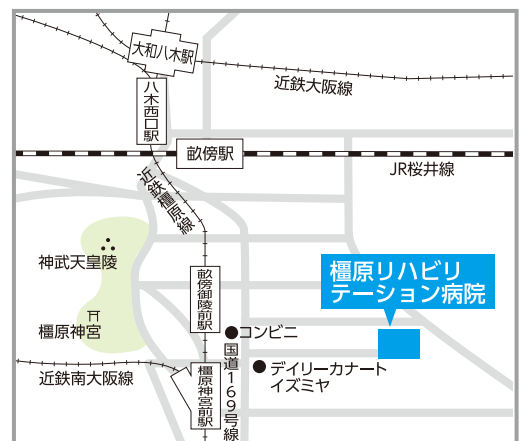 大和八木駅
近鉄大阪線
八木西口駅
畝傍駅
JR桜井線
近鉄橿原線
神武天皇陵
橿原リハビリ
テーション病院
畝傍御陵前駅
橿原神宮
コンビニ
国道169号線
デイリーカナート
イズミヤ
近鉄南大阪線
橿原神宮前駅